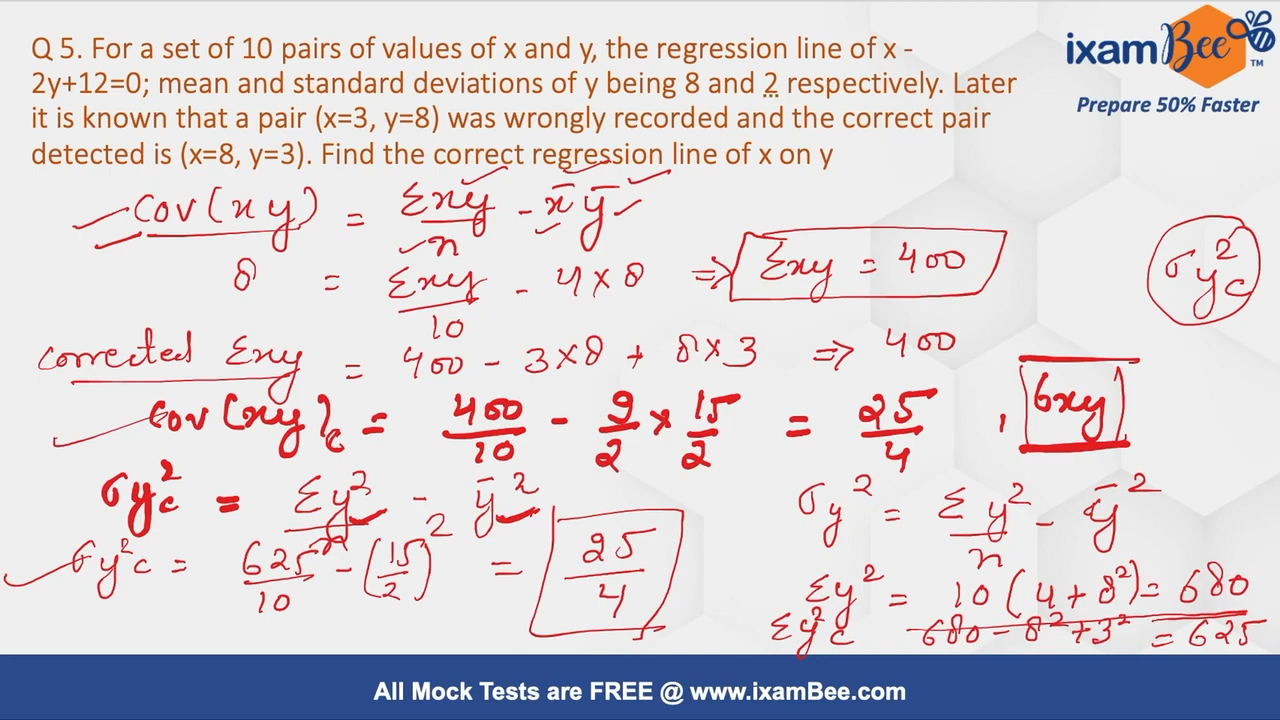 Q 5. For a set of 10 pairs of values of x and y, the regression line of x -
2y+12=0; mean and standard deviations of y being 8 and 2 respectively. Later
it is known that a pair (x=3, y=8) was wrongly recorded and the correct pair
detected is (x=8, y=3). Find the correct regression line of x on y
ixamBee™
Prepare 50% Faster
Cov(xy) = Σxy/n - x̄ ȳ
8 = Σxy/10 - 4×8 ⇒ Σxy = 400
σy²c
corrected Σxy = 400 - 3×8 + 8×3 ⇒ 400
Cov(xy)c = 400/10 - 9/2 × 15/2 = 25/4 , bxy
σy²c = Σy²/n - ȳ²
σy² = Σy²/n - ȳ²
σy²c = 625/10 - (15/2)² = 25/4
Σy² = 10(4+8²) = 680
Σy²c 680-8²+3² = 625
All Mock Tests are FREE @ www.ixamBee.com